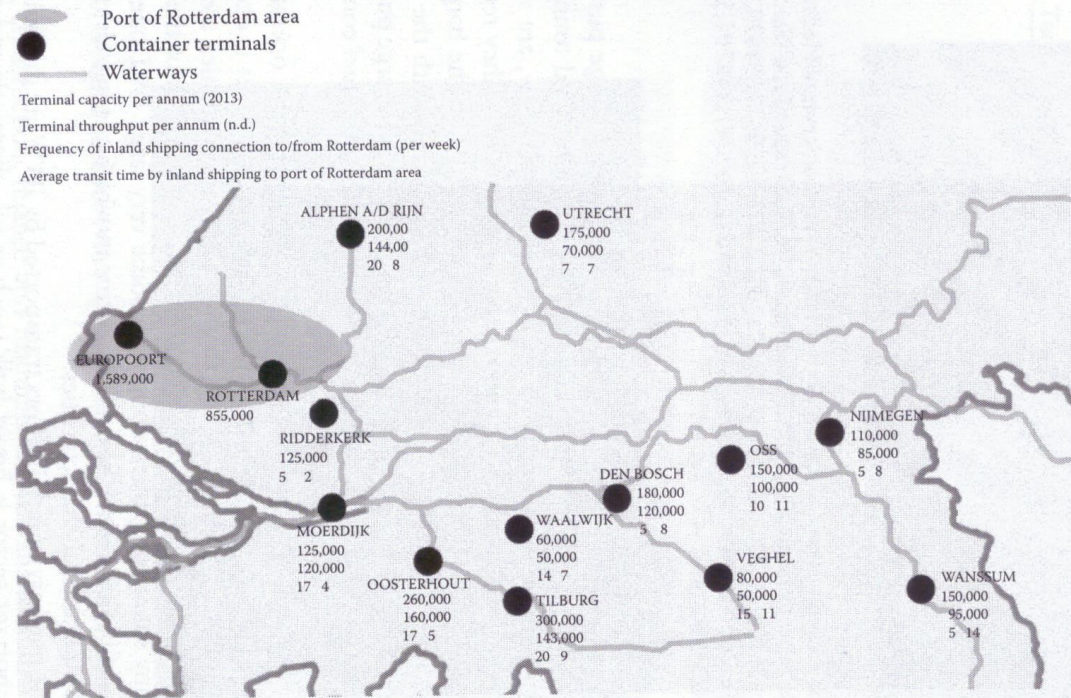 Port of Rotterdam area
Container terminals
Waterways
Terminal capacity per annum (2013)
Terminal throughput per annum (n.d.)
Frequency of inland shipping connection to/from Rotterdam (per week)
Average transit time by inland shipping to port of Rotterdam area
ALPHEN A/D RIJN
200,00
144,00
20 8
UTRECHT
175,000
70,000
7 7
EUROPOORT
1,589,000
ROTTERDAM
855,000
RIDDERKERK
125,000
5 2
NIJMEGEN
110,000
85,000
5 8
OSS
150,000
100,000
10 11
DEN BOSCH
180,000
120,000
5 8
MOERDIJK
125,000
120,000
17 4
WAALWIJK
60,000
50,000
14 7
OOSTERHOUT
260,000
160,000
17 5
TILBURG
300,000
143,000
20 9
VEGHEL
80,000
50,000
15 11
WANSSUM
150,000
95,000
5 14